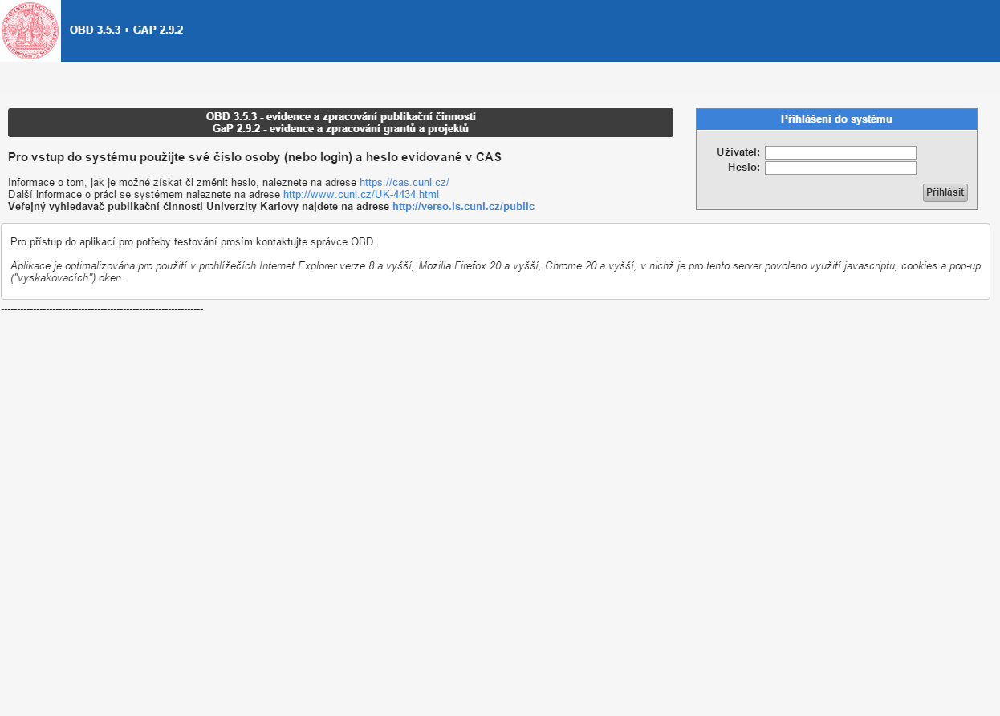 OBD 3.5.3 + GAP 2.9.2
OBD 3.5.3 - evidence a zpracování publikační činnosti
GaP 2.9.2 - evidence a zpracování grantů a projektů
Přihlášení do systému
Pro vstup do systému použijte své číslo osoby (nebo login) a heslo evidované v CAS
Uživatel:
Heslo:
Přihlásit
Informace o tom, jak je možné získat či změnit heslo, naleznete na adrese https://cas.cuni.cz/
Další informace o práci se systémem naleznete na adrese http://www.cuni.cz/UK-4434.html
Veřejný vyhledavač publikační činnosti Univerzity Karlovy najdete na adrese http://verso.is.cuni.cz/public
Pro přístup do aplikací pro potřeby testování prosím kontaktujte správce OBD.
Aplikace je optimalizována pro použití v prohlížečích Internet Explorer verze 8 a vyšší, Mozilla Firefox 20 a vyšší, Chrome 20 a vyšší, v nichž je pro tento server povoleno využití javascriptu, cookies a pop-up
("vyskakovacích") oken.
---------------------------------------------------------------